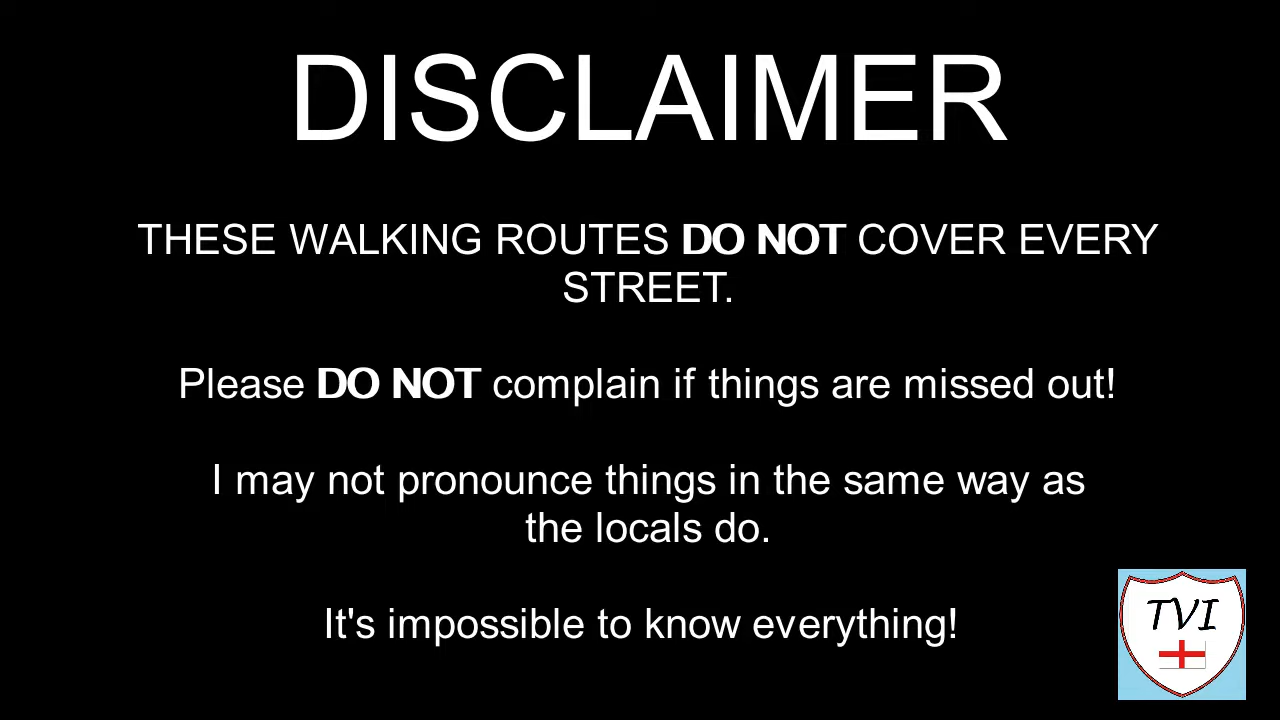 DISCLAIMER
THESE WALKING ROUTES DO NOT COVER EVERY
STREET.
Please DO NOT complain if things are missed out!
I may not pronounce things in the same way as
the locals do.
It's impossible to know everything!
TVI